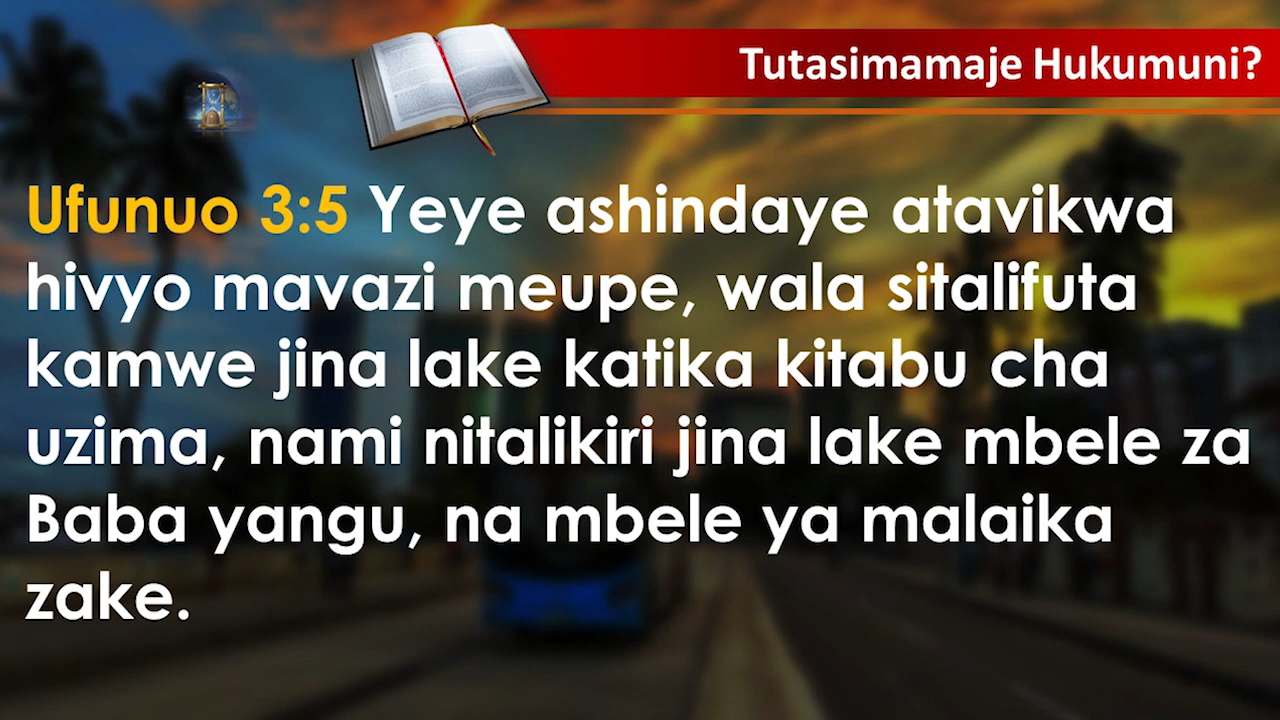 Tutasimamaje Hukumuni?
Ufunuo 3:5 Yeye ashindaye atavikwa
hivyo mavazi meupe, wala sitalifuta
kamwe jina lake katika kitabu cha
uzima, nami nitalikiri jina lake mbele za
Baba yangu, na mbele ya malaika
zake.